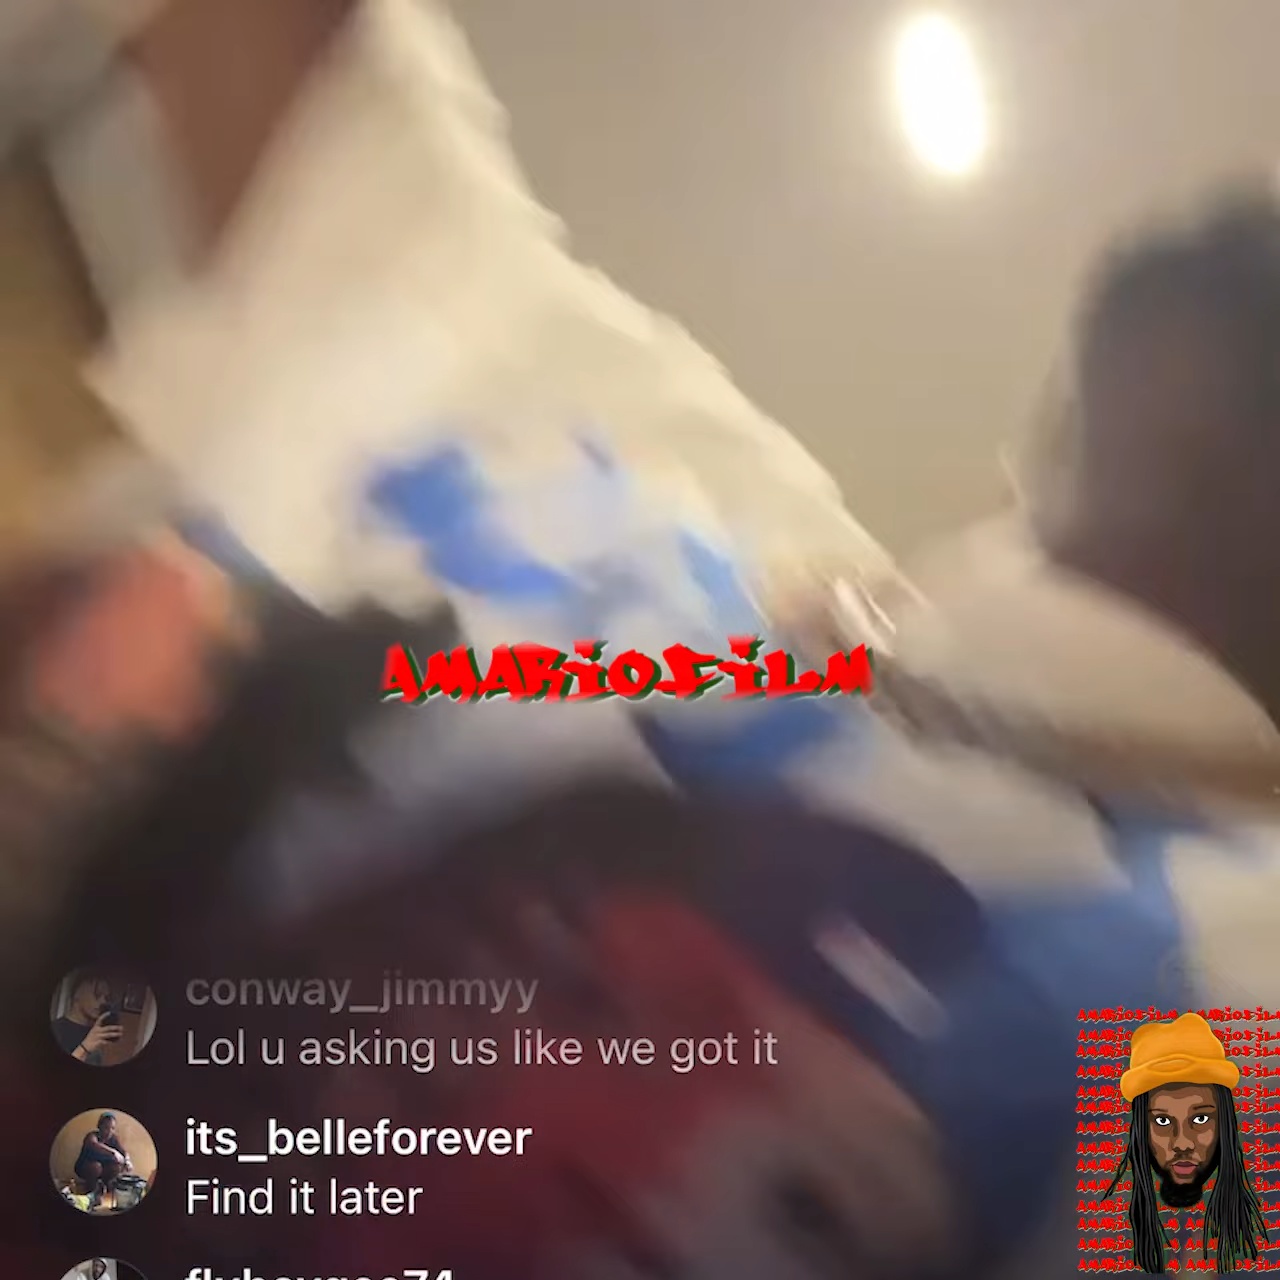 AMARiOFiLM
conway_jimmyy
Lol u asking us like we got it
its_belleforever
Find it later